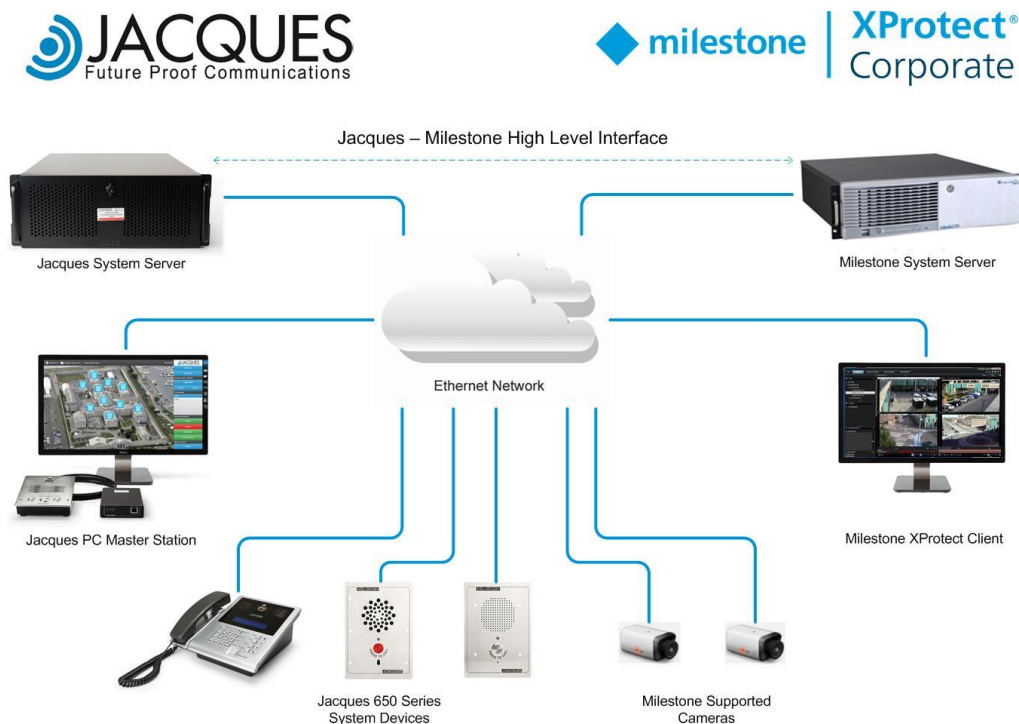 JACQUES
Future Proof Communications
milestone
XProtect®
Corporate
Jacques – Milestone High Level Interface
Jacques System Server
Milestone System Server
Ethernet Network
JACQUES
Jacques PC Master Station
Milestone XProtect Client
Jacques 650 Series
System Devices
Milestone Supported
Cameras